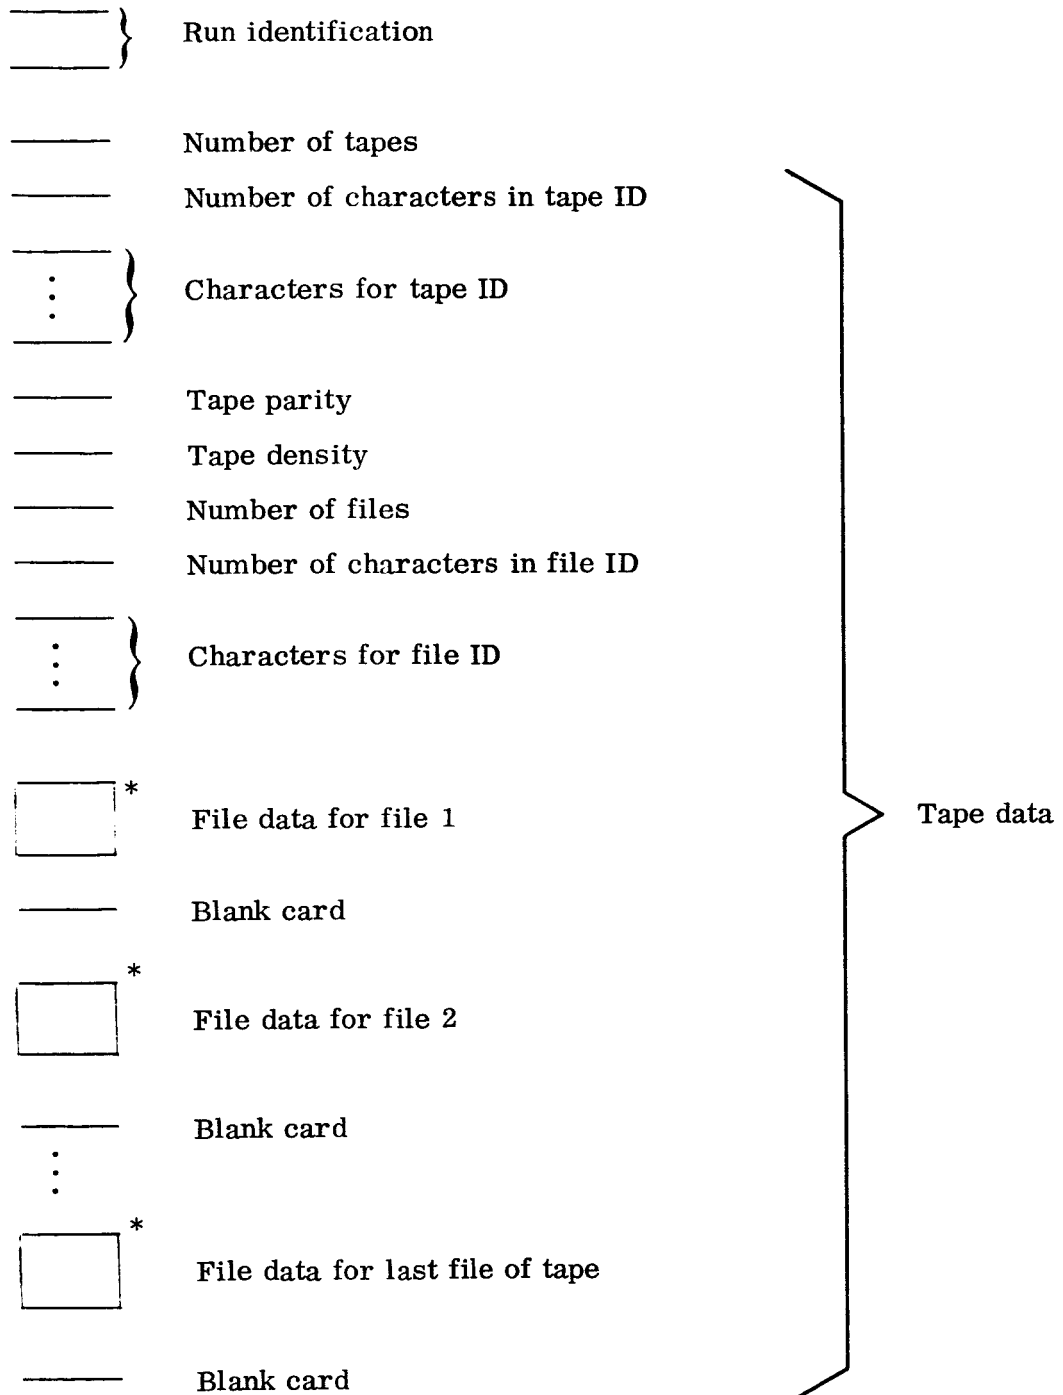 Run identification
Number of tapes
Number of characters in tape ID
Characters for tape ID
Tape parity
Tape density
Number of files
Number of characters in file ID
Characters for file ID
*
File data for file 1
Tape data
Blank card
*
File data for file 2
Blank card
*
File data for last file of tape
Blank card